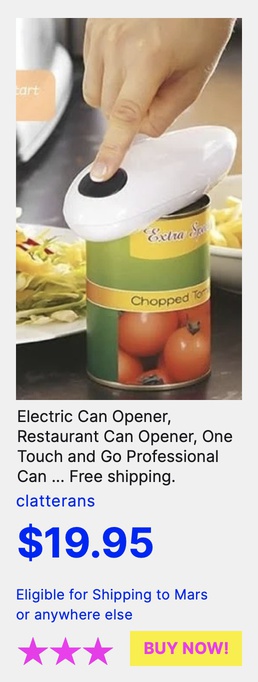 cart
Extra
Chopped Tom
Electric Can Opener,
Restaurant Can Opener, One
Touch and Go Professional
Can ... Free shipping.
clatterans
$19.95
Eligible for Shipping to Mars
or anywhere else
BUY NOW!